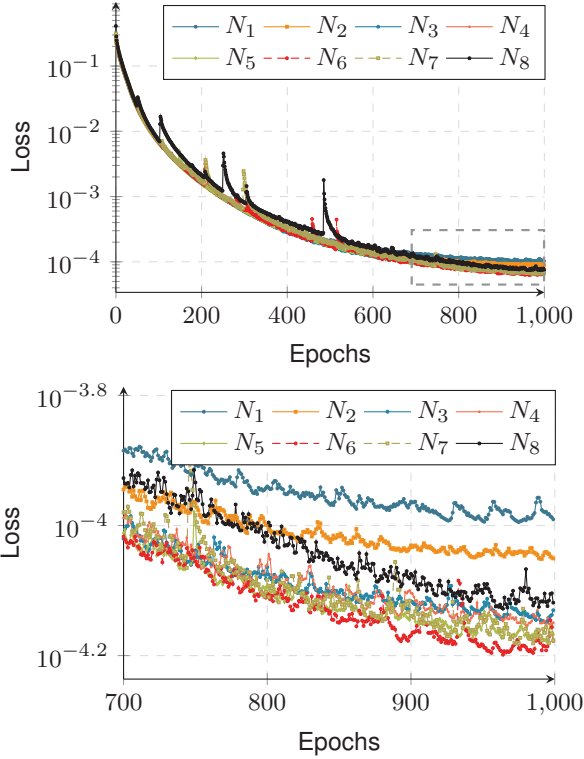 N₁ N₂ N₃ N₄
N₅ N₆ N₇ N₈
Loss
10⁻¹
10⁻²
10⁻³
10⁻⁴
0 200 400 600 800 1,000
Epochs
N₁ N₂ N₃ N₄
N₅ N₆ N₇ N₈
Loss
10⁻³·⁸
10⁻⁴
10⁻⁴·²
700 800 900 1,000
Epochs